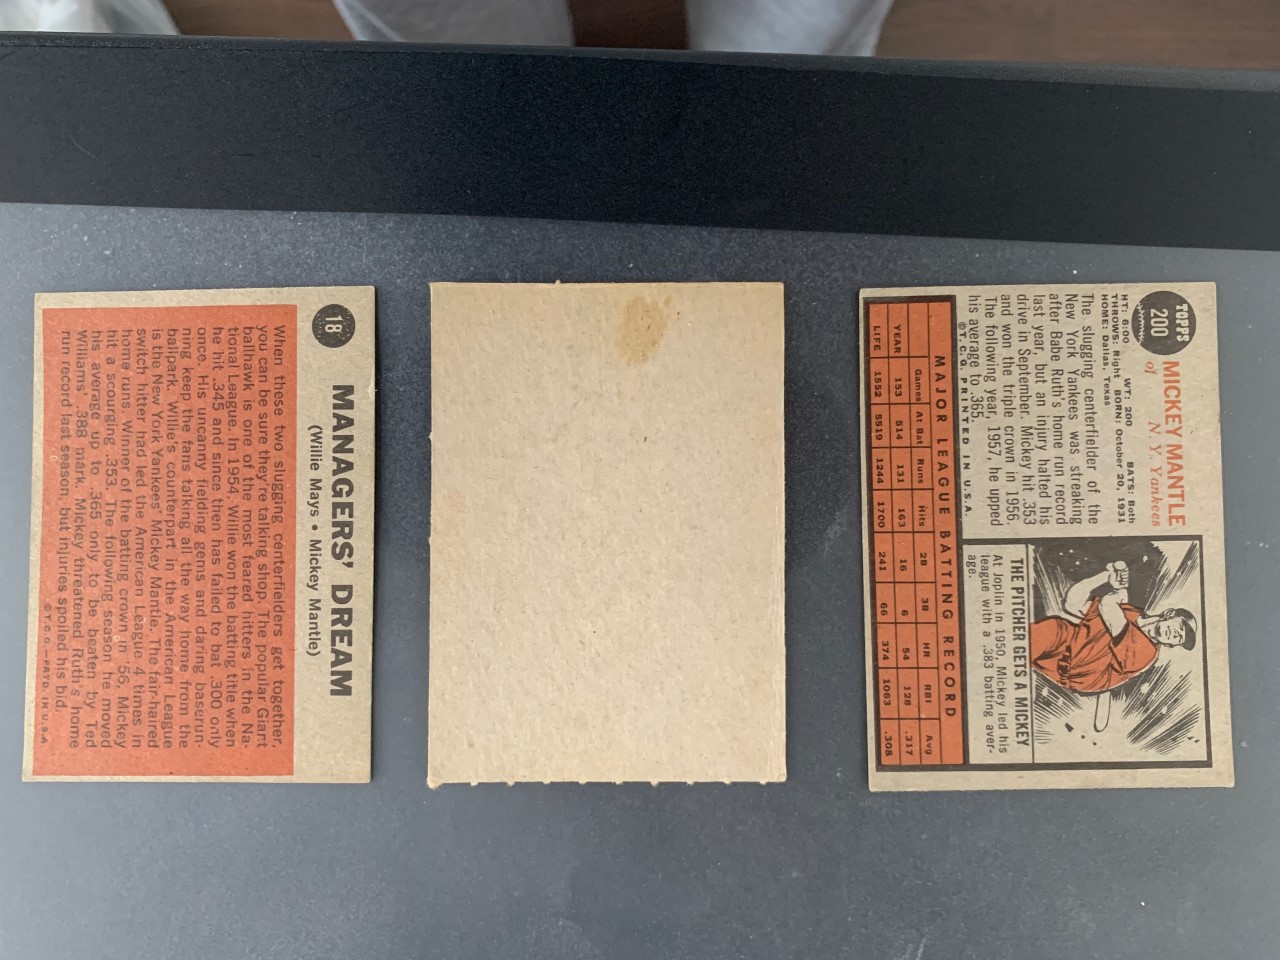 18
MANAGERS' DREAM
(Willie Mays • Mickey Mantle)
When these two slugging centerfielders get together,
you can be sure they're talking shop. The popular Giant
ballhawk is one of the most feared hitters in the Na-
tional League. In 1954, Willie won the batting title when
he hit .345 and since then has failed to bat .300 only
once. His uncanny fielding gems and daring baserun-
ning keep the fans talking all the way home from the
ballpark. Willie's counterpart in the American League
is the New York Yankees' Mickey Mantle. The fair-haired
switch hitter had led the American League 4 times in
home runs. Winner of the batting crown in '56, Mickey
hit a scourging .353. The following season he moved
his average up to .365 only to be beaten by Ted
Williams' .388 mark. Mickey threatened Ruth's home
run record last season, but injuries spoiled his bid.
©T.C.G.—PRTD. IN U.S.A.
TOPPS
200
MICKEY MANTLE
of N. Y. Yankees
HT: 6:00 WT: 200 BATS: Both
THROWS: Right BORN: October 20, 1931
HOME: Dallas, Texas
The slugging centerfielder of the
New York Yankees was streaking
after Babe Ruth's home run record
last year, but an injury halted his
drive in September. Mickey hit .353
and won the triple crown in 1956.
The following year, 1957, he upped
his average to .365.
©T.C.G. PRINTED IN U.S.A.
THE PITCHER GETS A MICKEY
At Joplin in 1950, Mickey led his
league with a .383 batting aver-
age.
MAJOR LEAGUE BATTING RECORD
Games At Bat Runs Hits 2B 3B HR RBI Avg
YEAR 153 514 131 163 16 6 54 128 .317
LIFE 1552 5519 1244 1700 241 66 374 1063 .308